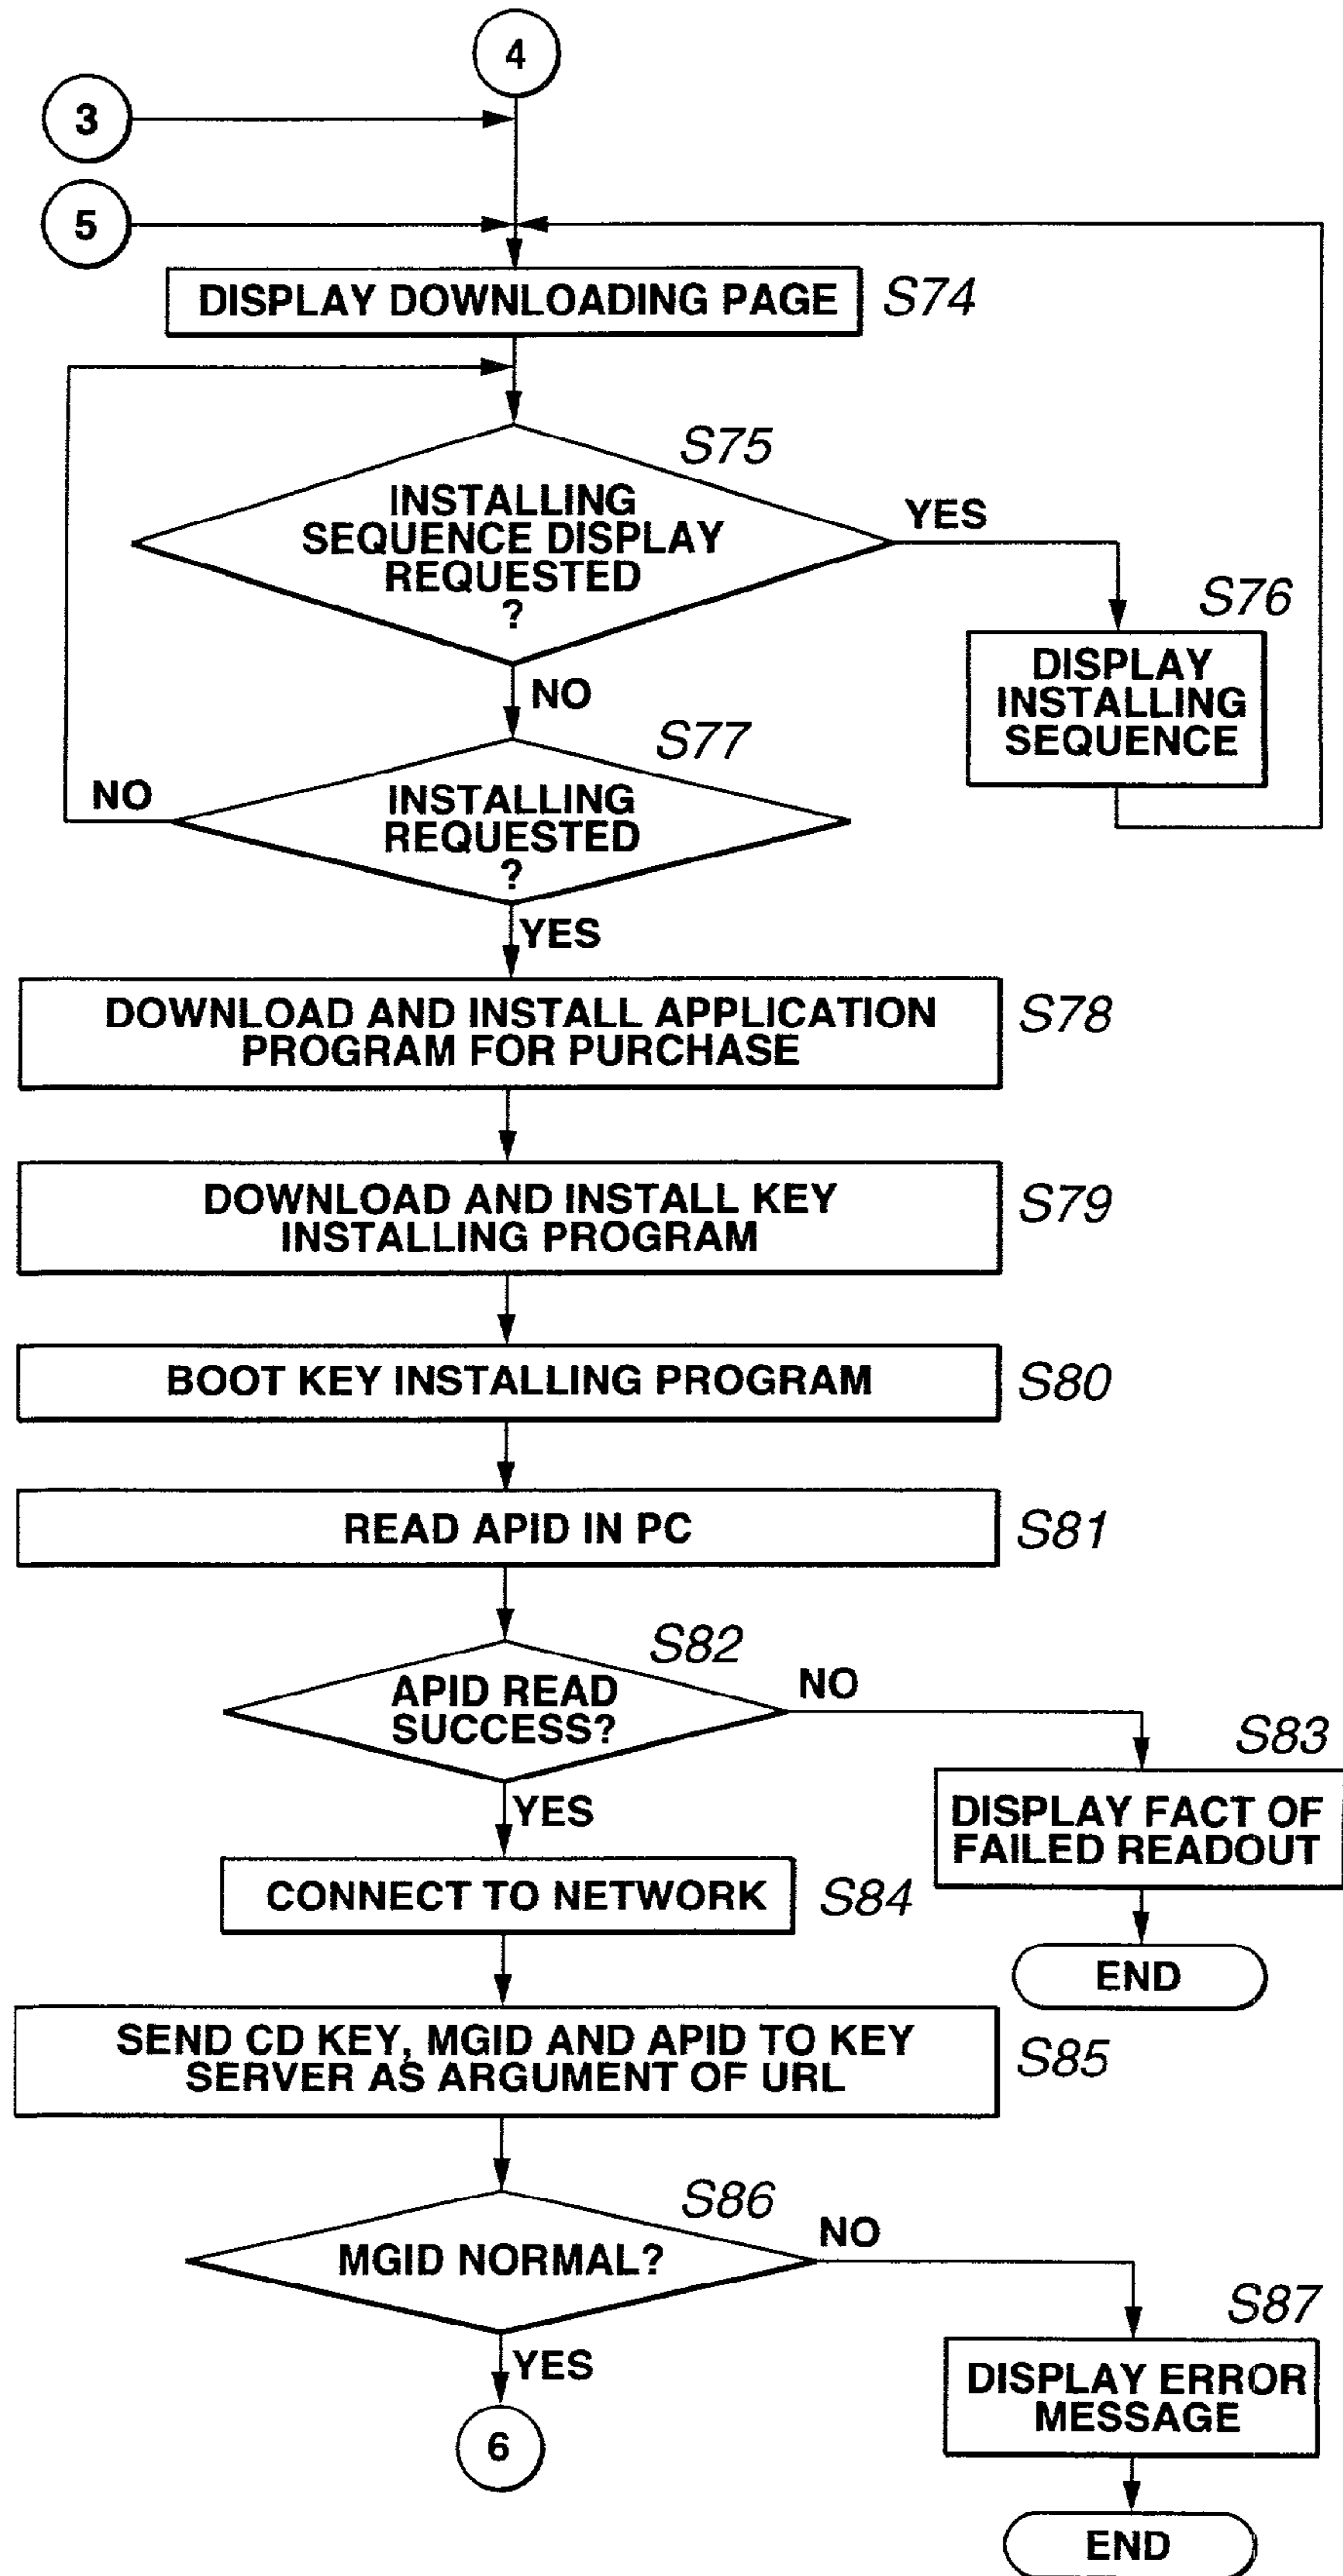 4
3
5
DISPLAY DOWNLOADING PAGE
S74
S75
INSTALLING
SEQUENCE DISPLAY
REQUESTED
?
YES
S76
DISPLAY
INSTALLING
SEQUENCE
NO
S77
NO
INSTALLING
REQUESTED
?
YES
DOWNLOAD AND INSTALL APPLICATION
PROGRAM FOR PURCHASE
S78
DOWNLOAD AND INSTALL KEY
INSTALLING PROGRAM
S79
BOOT KEY INSTALLING PROGRAM
S80
READ APID IN PC
S81
S82
APID READ
SUCCESS?
NO
S83
DISPLAY FACT OF
FAILED READOUT
END
YES
CONNECT TO NETWORK
S84
SEND CD KEY, MGID AND APID TO KEY
SERVER AS ARGUMENT OF URL
S85
S86
MGID NORMAL?
NO
S87
DISPLAY ERROR
MESSAGE
END
YES
6